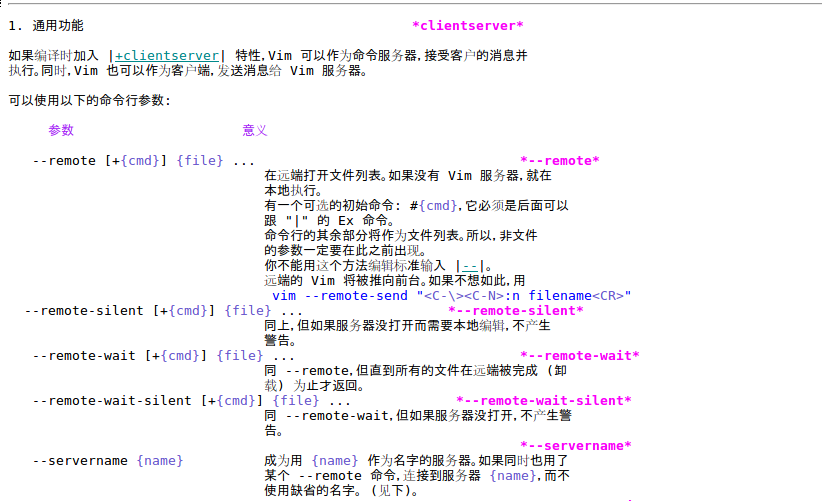 1. 通用功能 *clientserver*
如果编译时加入 |+clientserver| 特性,Vim 可以作为命令服务器,接受客户的消息并
执行。同时,Vim 也可以作为客户端,发送消息给 Vim 服务器。
可以使用以下的命令行参数:
参数 意义
--remote [+{cmd}] {file} ... *--remote*
在远端打开文件列表。如果没有 Vim 服务器,就在
本地执行。
有一个可选的初始命令: #{cmd},它必须是后面可以
跟 "|" 的 Ex 命令。
命令行的其余部分将作为文件列表。所以,非文件
的参数一定要在此之前出现。
你不能用这个方法编辑标准输入 |--|。
远端的 Vim 将被推向前台。如果不想如此,用
vim --remote-send "<C-\><C-N>:n filename<CR>"
--remote-silent [+{cmd}] {file} ... *--remote-silent*
同上,但如果服务器没打开而需要本地编辑,不产生
警告。
--remote-wait [+{cmd}] {file} ... *--remote-wait*
同 --remote,但直到所有的文件在远端被完成 (卸
载) 为止才返回。
--remote-wait-silent [+{cmd}] {file} ... *--remote-wait-silent*
同 --remote-wait,但如果服务器没打开,不产生警
告。
*--servername*
--servername {name} 成为用 {name} 作为名字的服务器。如果同时也用了
某个 --remote 命令,连接到服务器 {name},而不
使用缺省的名字。(见下)。